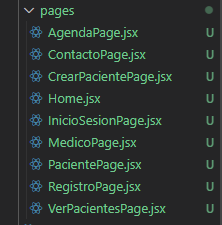 pages
AgendaPage.jsx U
ContactoPage.jsx U
CrearPacientePage.jsx U
Home.jsx U
InicioSesionPage.jsx U
MedicoPage.jsx U
PacientePage.jsx U
RegistroPage.jsx U
VerPacientesPage.jsx U